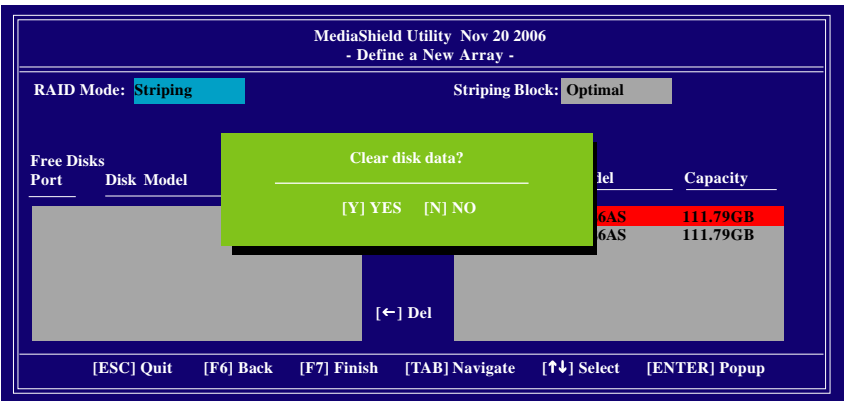 MediaShield Utility Nov 20 2006
- Define a New Array -
RAID Mode: Striping Striping Block: Optimal
Clear disk data?
[Y] YES [N] NO
Free Disks
Port Disk Model Capacity
6AS 111.79GB
6AS 111.79GB
[←] Del
[ESC] Quit [F6] Back [F7] Finish [TAB] Navigate [↑↓] Select [ENTER] Popup